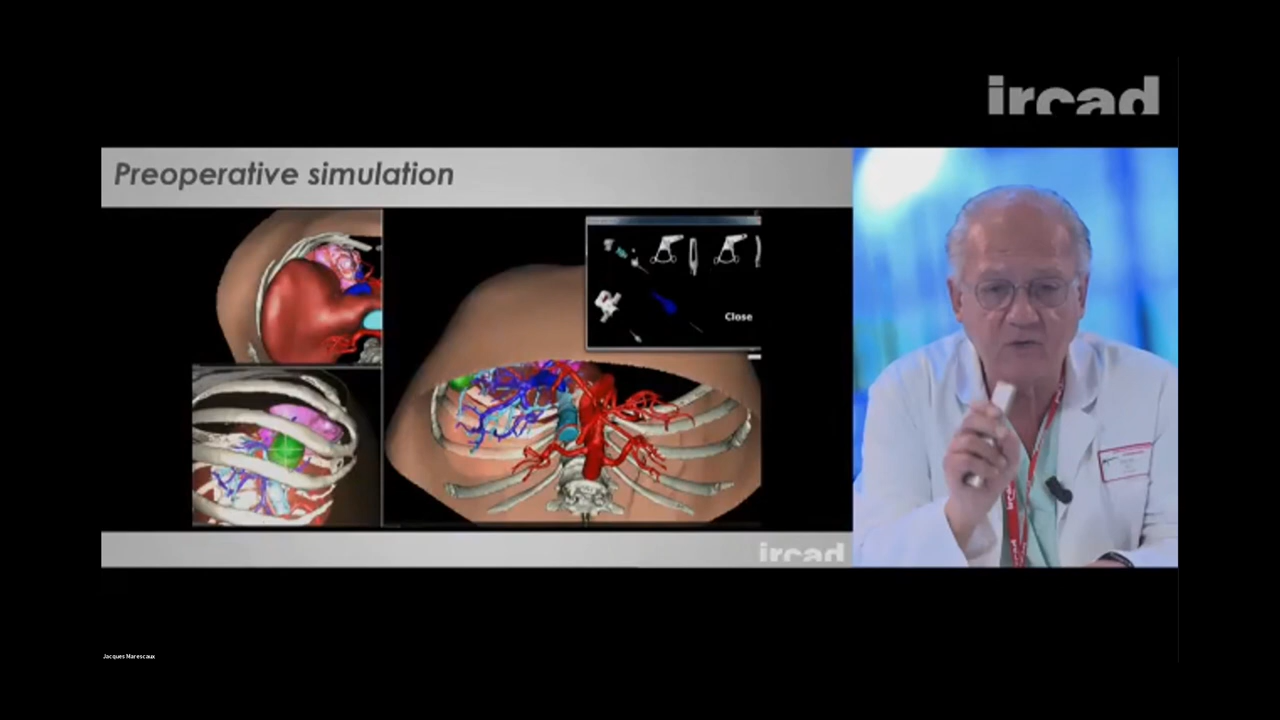 ircad
Preoperative simulation
Close
ircad
Jacques Marescaux